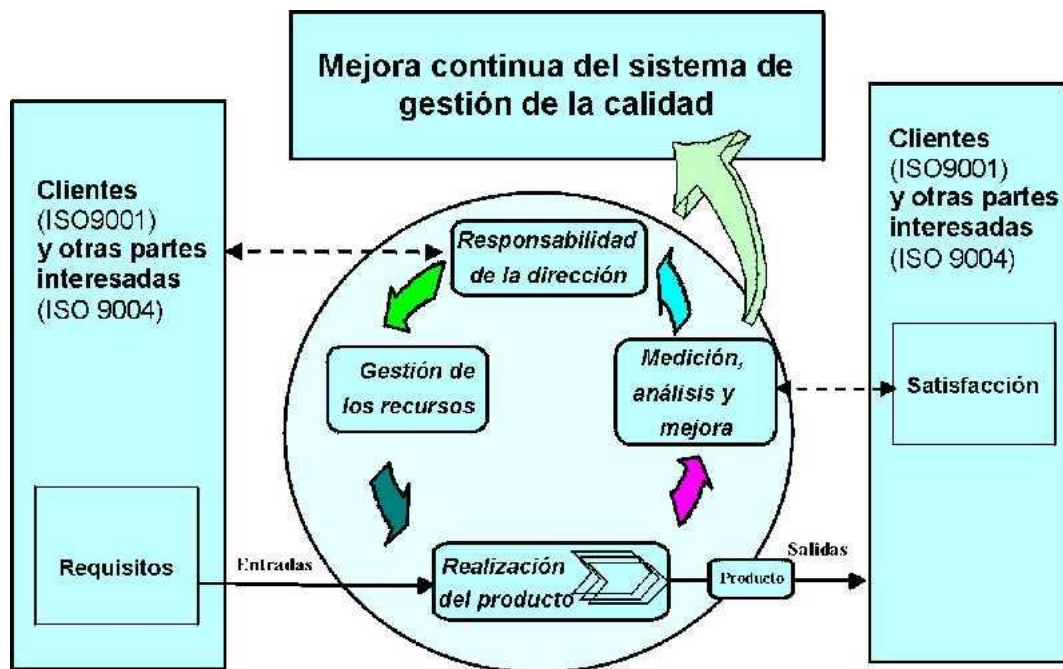 Mejora continua del sistema de
gestión de la calidad
Clientes
(ISO9001)
y otras partes
interesadas
(ISO 9004)
Requisitos
Entradas
Responsabilidad
de la dirección
Gestión de
los recursos
Medición,
análisis y
mejora
Realización
del producto
Salidas
Producto
Clientes
(ISO9001)
y otras partes
interesadas
(ISO 9004)
Satisfacción